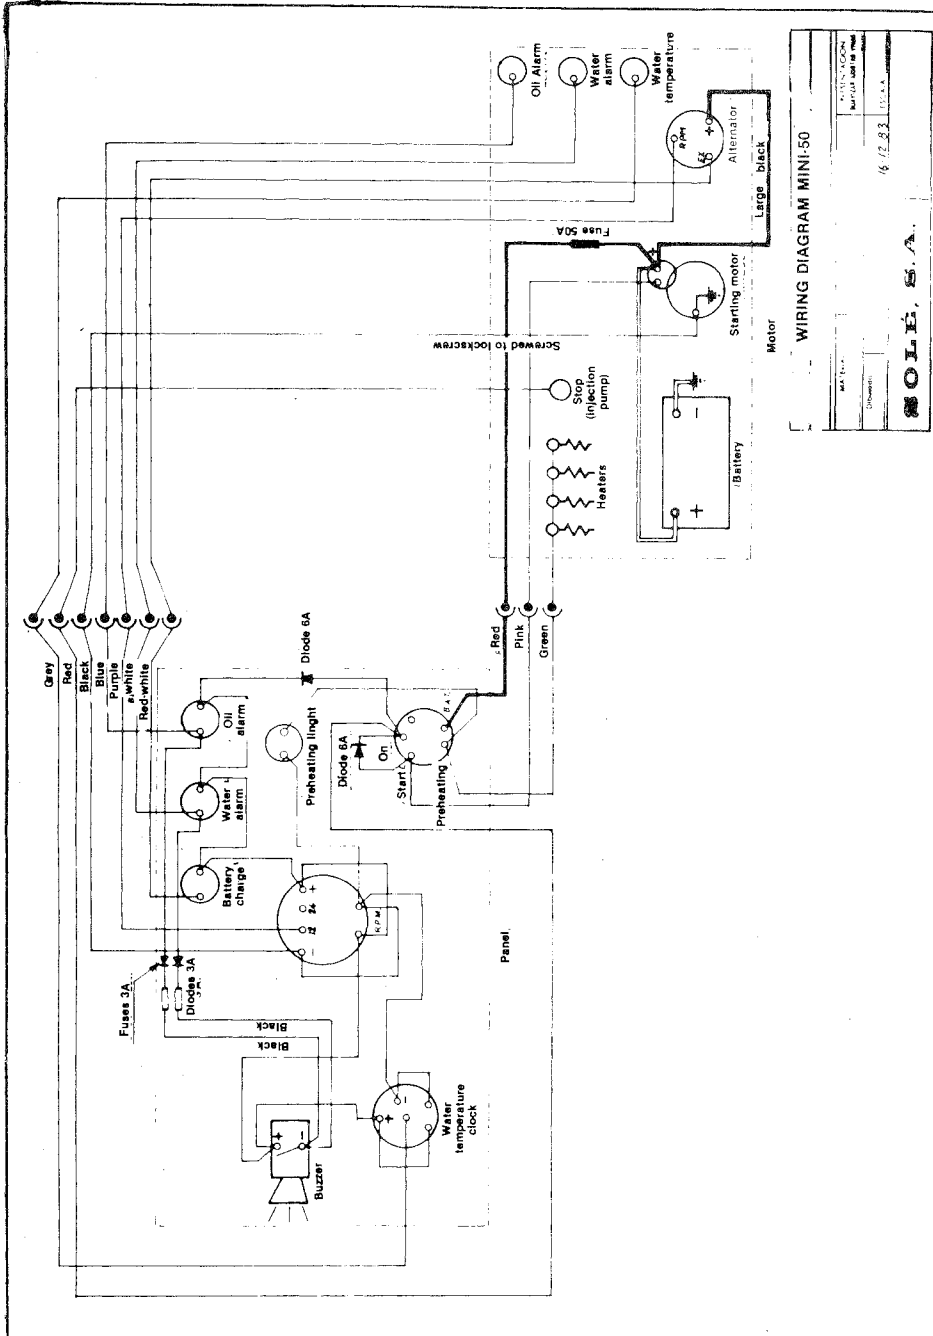 Oil Alarm
Water
alarm
Water
temperature
RPM
EX
+
Alternator
Large black
Fuse 50A
+
Starting motor
Motor
Screwed to lockscrew
Stop
(injection
pump)
Heaters
-
+
Battery
Grey
Red
Black
Blue
Purple
Red-white
Red
Pink
Green
Diode 6A
Oil
alarm
Water
alarm
Battery
charge
Preheating linght
Diode 6A
On
Start
Preheating
BAT
+
24
12
-
R.P.M.
Panel
Fuses 3A
Diodes 3A
Black
Black
+
-
Buzzer
+
-
Water
temperature
clock
WIRING DIAGRAM MINI-50
16-12-83
ESCALA
SOLÉ, S.A.